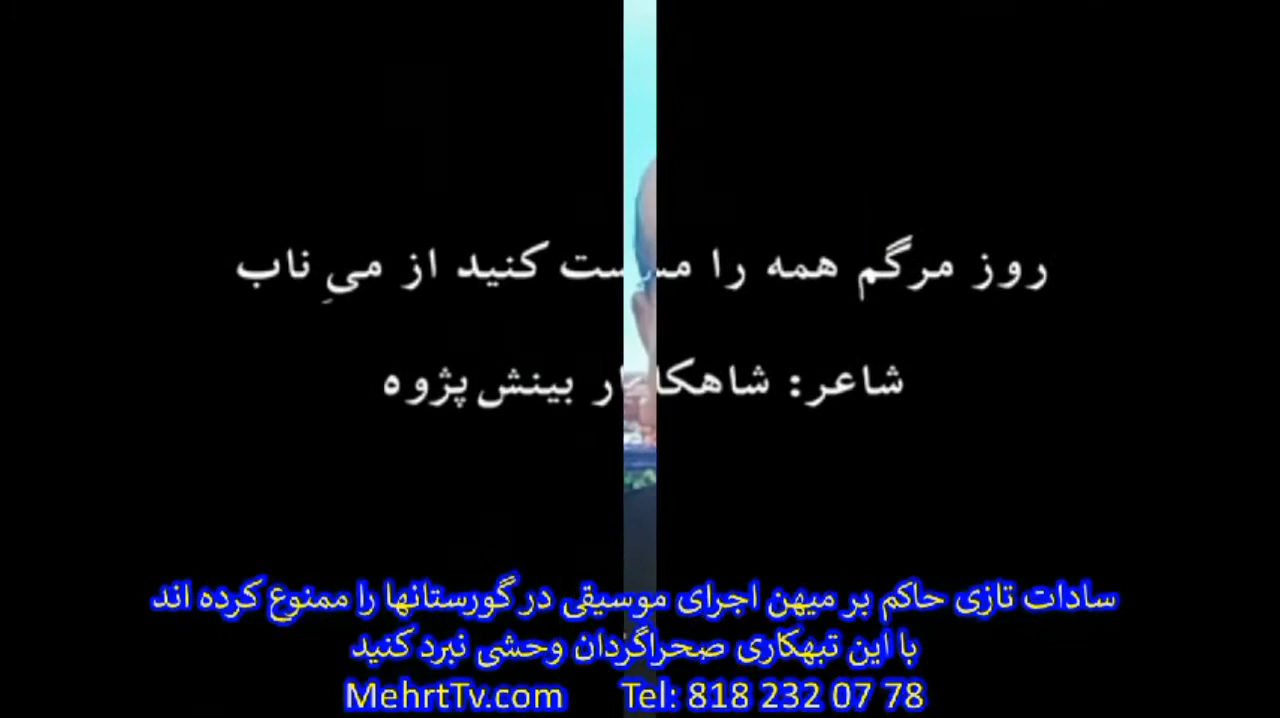 روز مرگم همه را مست کنید از میِ ناب
شاعر: شاهکار بینش پژوه
سادات تازی حاکم بر میهن اجرای موسیقی در گورستانها را ممنوع کرده اند
با این تبهکاری صحراگردان وحشی نبرد کنید
MehrtTv.com Tel: 818 232 07 78